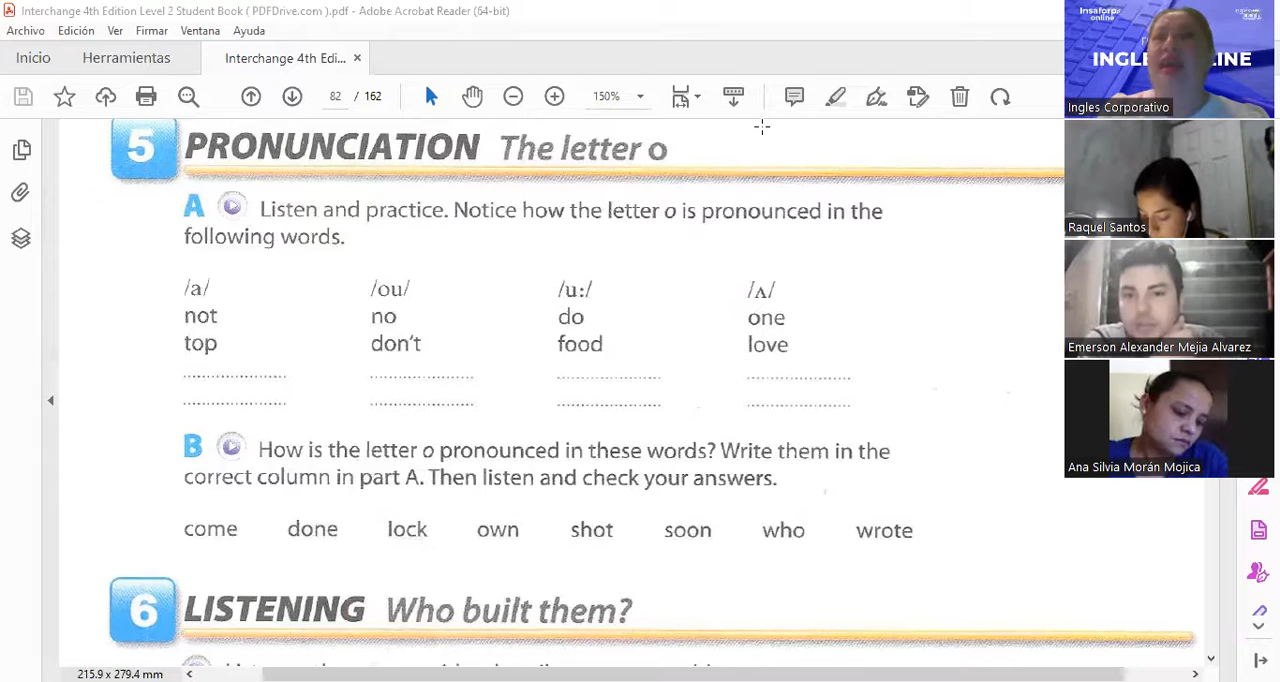 Interchange 4th Edition Level 2 Student Book ( PDFDrive.com ).pdf - Adobe Acrobat Reader (64-bit)
Archivo Edición Ver Firmar Ventana Ayuda
Inicio Herramientas Interchange 4th Edi... ×
82 / 162 150%
5 PRONUNCIATION The letter o
A Listen and practice. Notice how the letter o is pronounced in the
following words.
/a/ /ou/ /u:/ /ʌ/
not no do one
top don't food love
B How is the letter o pronounced in these words? Write them in the
correct column in part A. Then listen and check your answers.
come done lock own shot soon who wrote
6 LISTENING Who built them?
215.9 x 279.4 mm
Insaforp
online
INGLE
LINE
Ingles Corporativo
Raquel Santos
Emerson Alexander Mejia Alvarez
Ana Silvia Morán Mojica